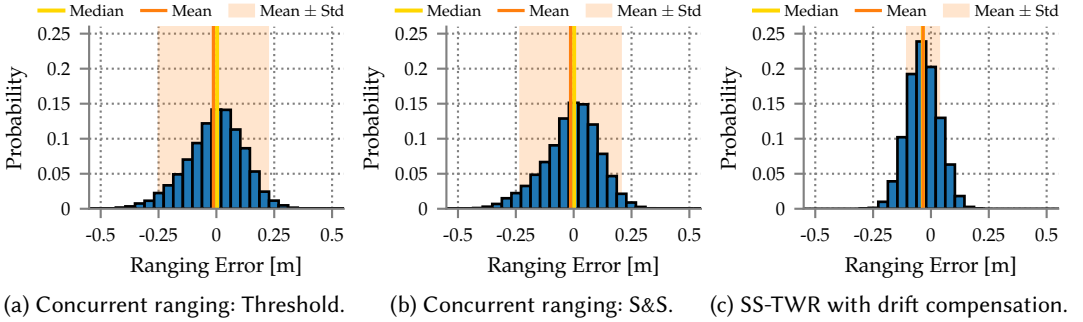 Median Mean Mean ± Std
0.25
0.2
0.15
0.1
0.05
0
Probability
-0.5 -0.25 0 0.25 0.5
Ranging Error [m]
(a) Concurrent ranging: Threshold.
Median Mean Mean ± Std
0.25
0.2
0.15
0.1
0.05
0
Probability
-0.5 -0.25 0 0.25 0.5
Ranging Error [m]
(b) Concurrent ranging: S&S.
Median Mean Mean ± Std
0.25
0.2
0.15
0.1
0.05
0
Probability
-0.5 -0.25 0 0.25 0.5
Ranging Error [m]
(c) SS-TWR with drift compensation.